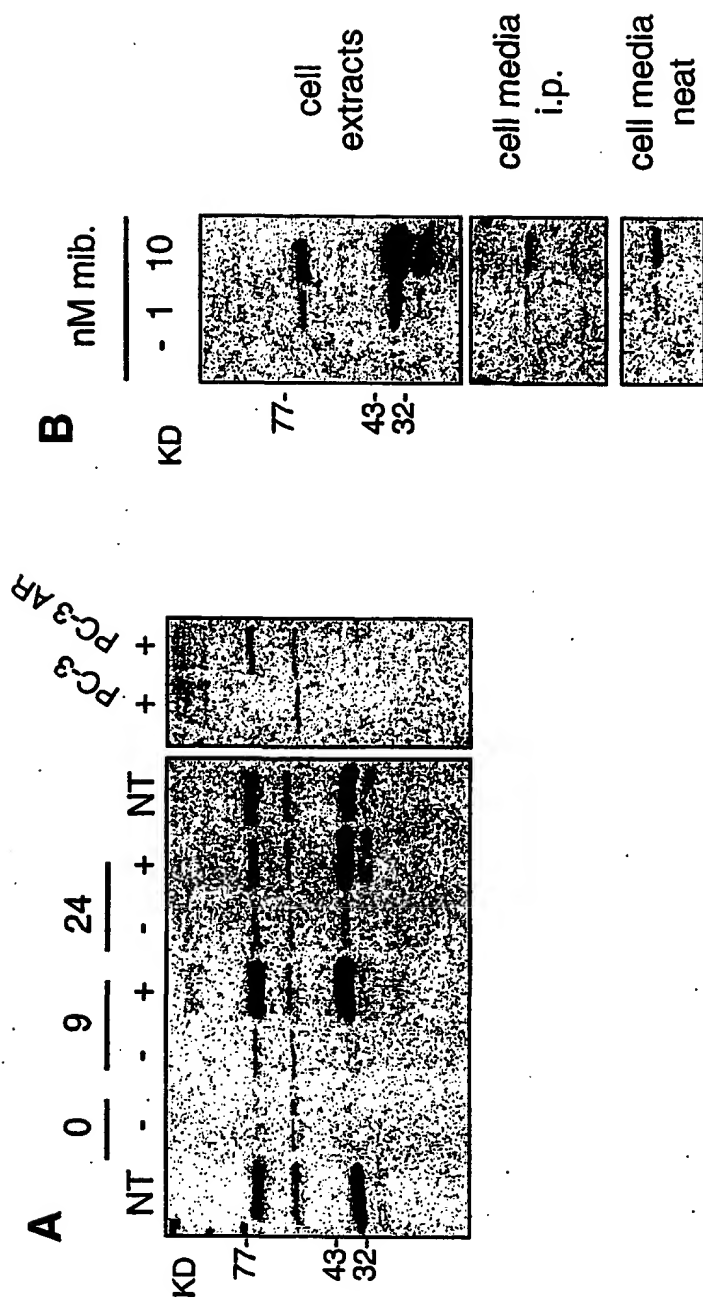 A
0 9 24
PC-3 PC-3 AR
KD NT - - + - + NT + +
77-
43-
32-
B
nM mib.
KD - 1 10
77-
43-
32-
cell
extracts
cell media
i.p.
cell media
neat